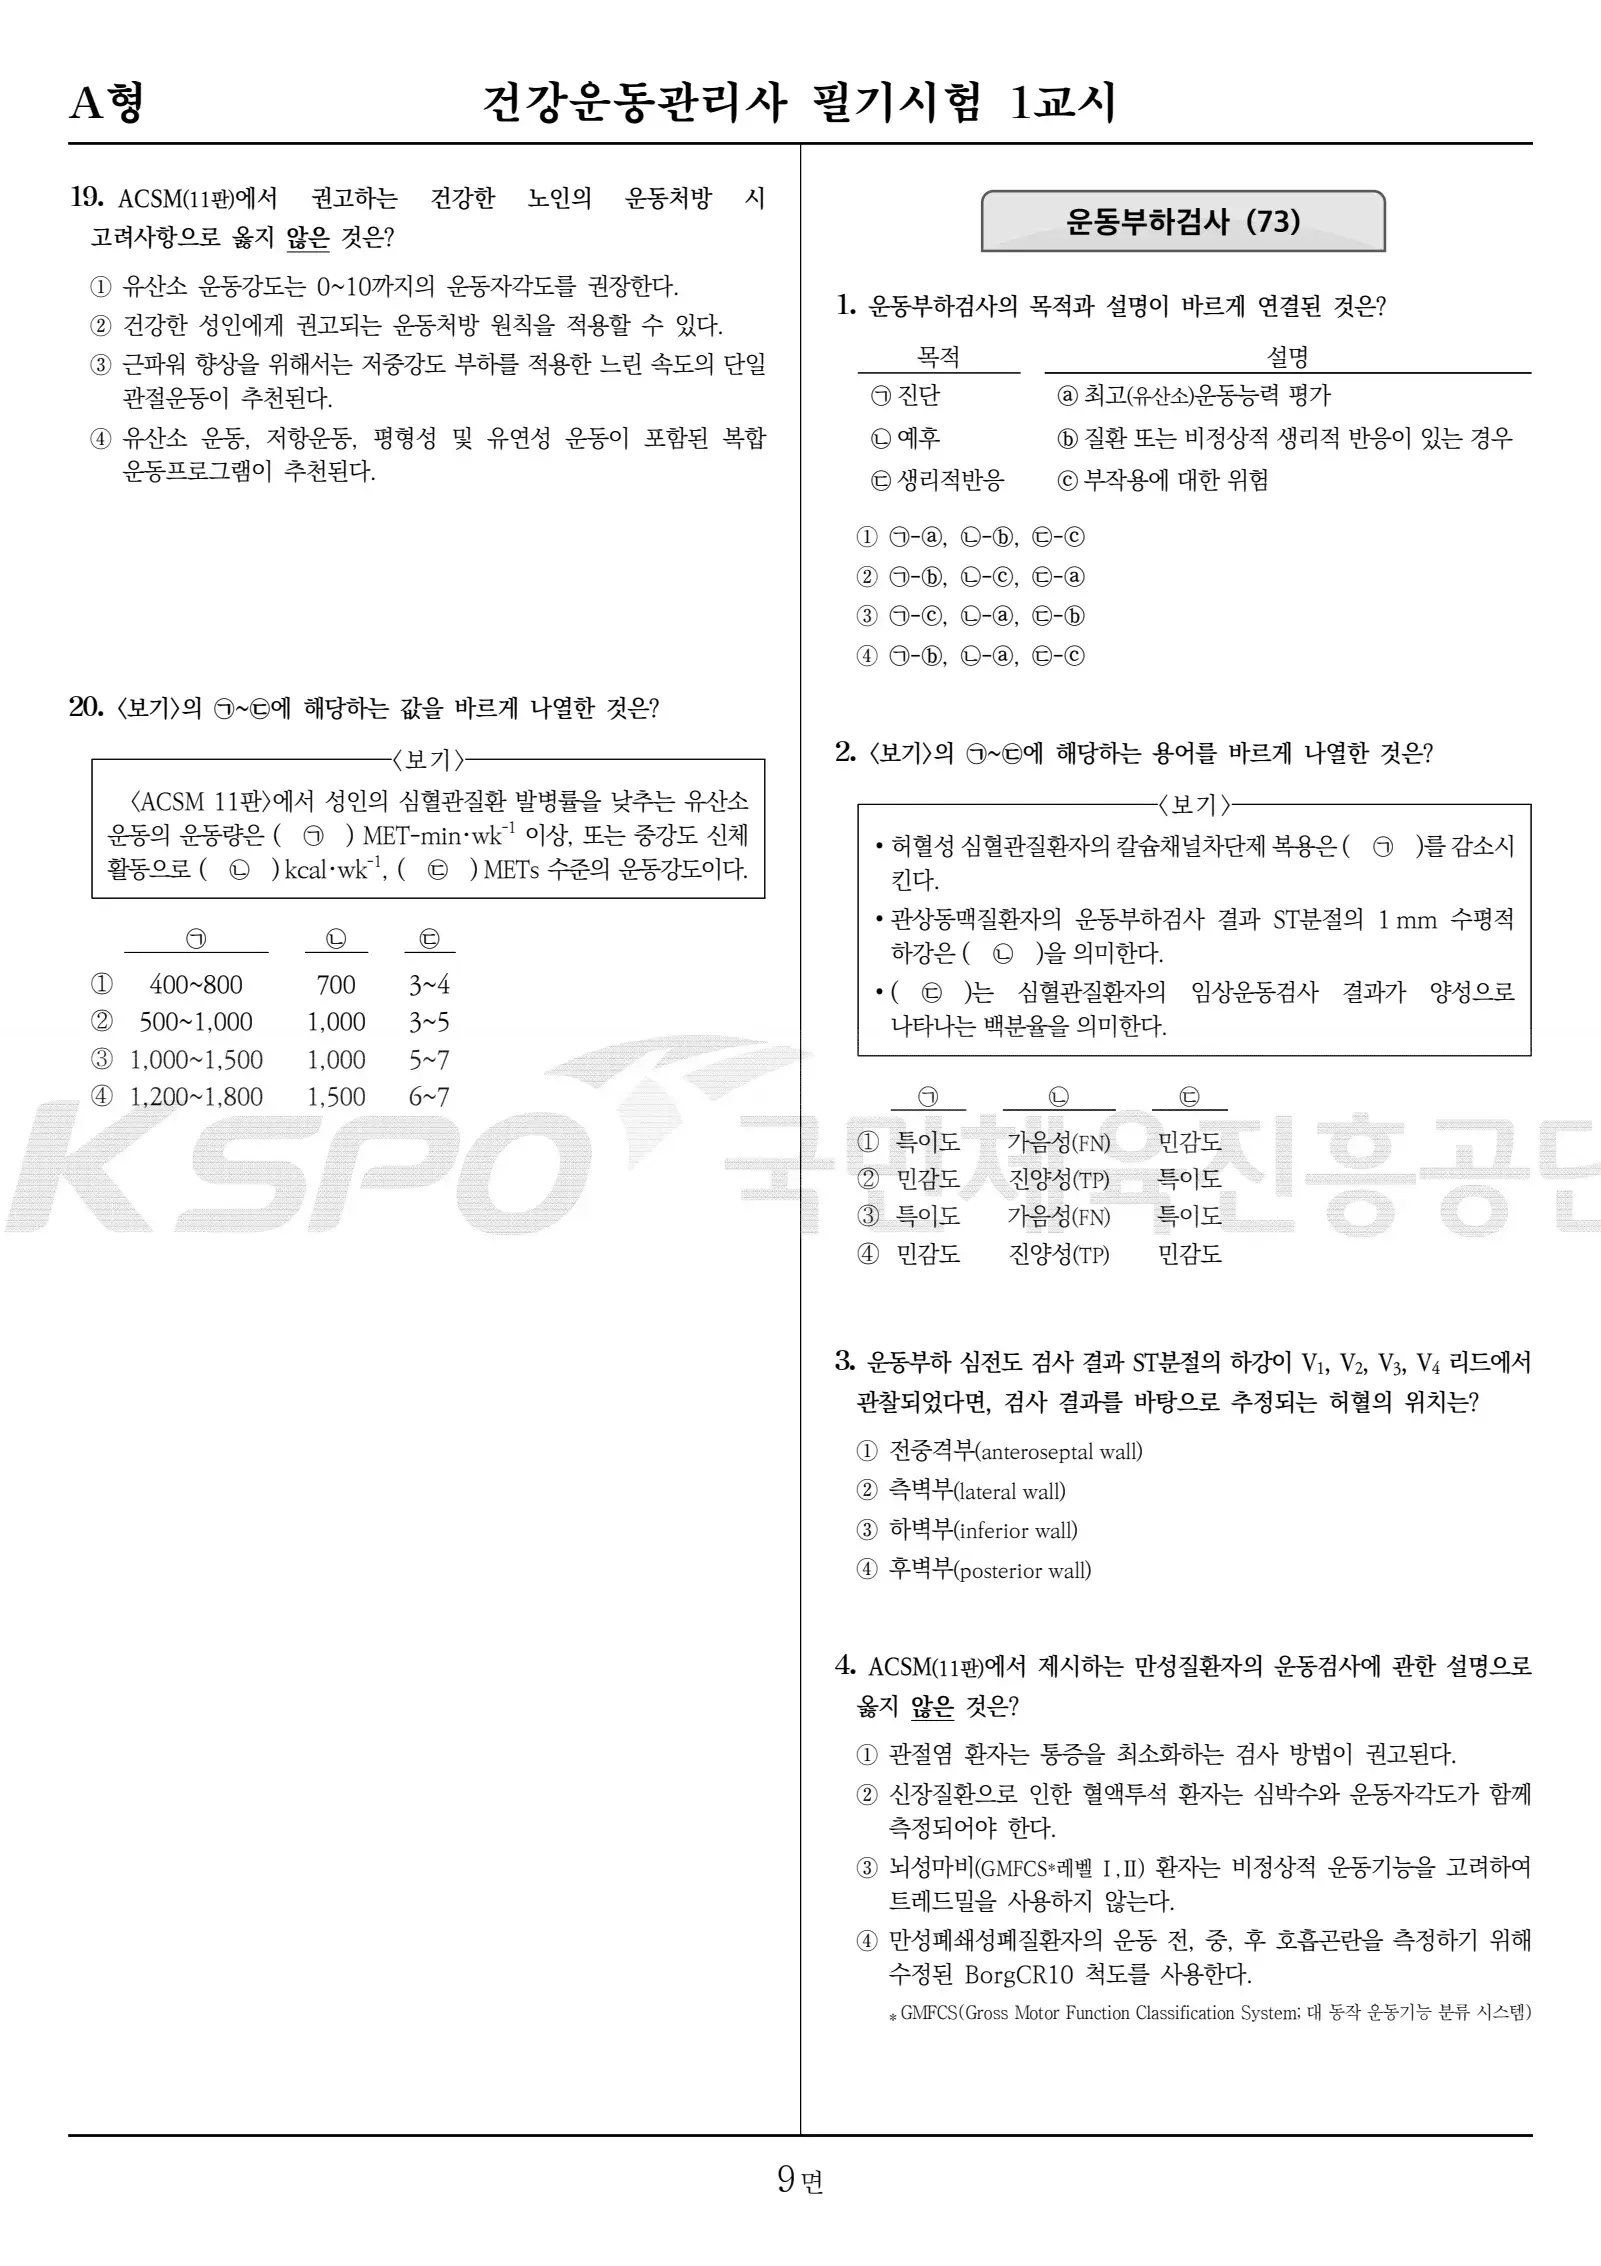 A형
건강운동관리사 필기시험 1교시
19. ACSM(11판)에서 권고하는 건강한 노인의 운동처방 시
고려사항으로 옳지 않은 것은?
① 유산소 운동강도는 0~10까지의 운동자각도를 권장한다.
② 건강한 성인에게 권고되는 운동처방 원칙을 적용할 수 있다.
③ 근파워 향상을 위해서는 저중강도 부하를 적용한 느린 속도의 단일
관절운동이 추천된다.
④ 유산소 운동, 저항운동, 평형성 및 유연성 운동이 포함된 복합
운동프로그램이 추천된다.
20. 〈보기〉의 ㉠~㉢에 해당하는 값을 바르게 나열한 것은?
〈보기〉
〈ACSM 11판〉에서 성인의 심혈관질환 발병률을 낮추는 유산소
운동의 운동량은 ( ㉠ ) MET-min·wk⁻¹ 이상, 또는 중강도 신체
활동으로 ( ㉡ ) kcal·wk⁻¹, ( ㉢ ) METs 수준의 운동강도이다.
㉠ ㉡ ㉢
① 400~800 700 3~4
② 500~1,000 1,000 3~5
③ 1,000~1,500 1,000 5~7
④ 1,200~1,800 1,500 6~7
운동부하검사 (73)
1. 운동부하검사의 목적과 설명이 바르게 연결된 것은?
목적 설명
㉠ 진단 ⓐ 최고(유산소)운동능력 평가
㉡ 예후 ⓑ 질환 또는 비정상적 생리적 반응이 있는 경우
㉢ 생리적반응 ⓒ 부작용에 대한 위험
① ㉠-ⓐ, ㉡-ⓑ, ㉢-ⓒ
② ㉠-ⓑ, ㉡-ⓒ, ㉢-ⓐ
③ ㉠-ⓒ, ㉡-ⓐ, ㉢-ⓑ
④ ㉠-ⓑ, ㉡-ⓐ, ㉢-ⓒ
2. 〈보기〉의 ㉠~㉢에 해당하는 용어를 바르게 나열한 것은?
〈보기〉
• 허혈성 심혈관질환자의 칼슘채널차단제 복용은 ( ㉠ )를 감소시
킨다.
• 관상동맥질환자의 운동부하검사 결과 ST분절의 1 mm 수평적
하강은 ( ㉡ )을 의미한다.
• ( ㉢ )는 심혈관질환자의 임상운동검사 결과가 양성으로
나타나는 백분율을 의미한다.
㉠ ㉡ ㉢
① 특이도 가음성(FN) 민감도
② 민감도 진양성(TP) 특이도
③ 특이도 가음성(FN) 특이도
④ 민감도 진양성(TP) 민감도
3. 운동부하 심전도 검사 결과 ST분절의 하강이 V₁, V₂, V₃, V₄ 리드에서
관찰되었다면, 검사 결과를 바탕으로 추정되는 허혈의 위치는?
① 전중격부(anteroseptal wall)
② 측벽부(lateral wall)
③ 하벽부(inferior wall)
④ 후벽부(posterior wall)
4. ACSM(11판)에서 제시하는 만성질환자의 운동검사에 관한 설명으로
옳지 않은 것은?
① 관절염 환자는 통증을 최소화하는 검사 방법이 권고된다.
② 신장질환으로 인한 혈액투석 환자는 심박수와 운동자각도가 함께
측정되어야 한다.
③ 뇌성마비(GMFCS*레벨 Ⅰ,Ⅱ) 환자는 비정상적 운동기능을 고려하여
트레드밀을 사용하지 않는다.
④ 만성폐쇄성폐질환자의 운동 전, 중, 후 호흡곤란을 측정하기 위해
수정된 BorgCR10 척도를 사용한다.
* GMFCS(Gross Motor Function Classification System; 대 동작 운동기능 분류 시스템)
KSPO 국민체육진흥공단
9면